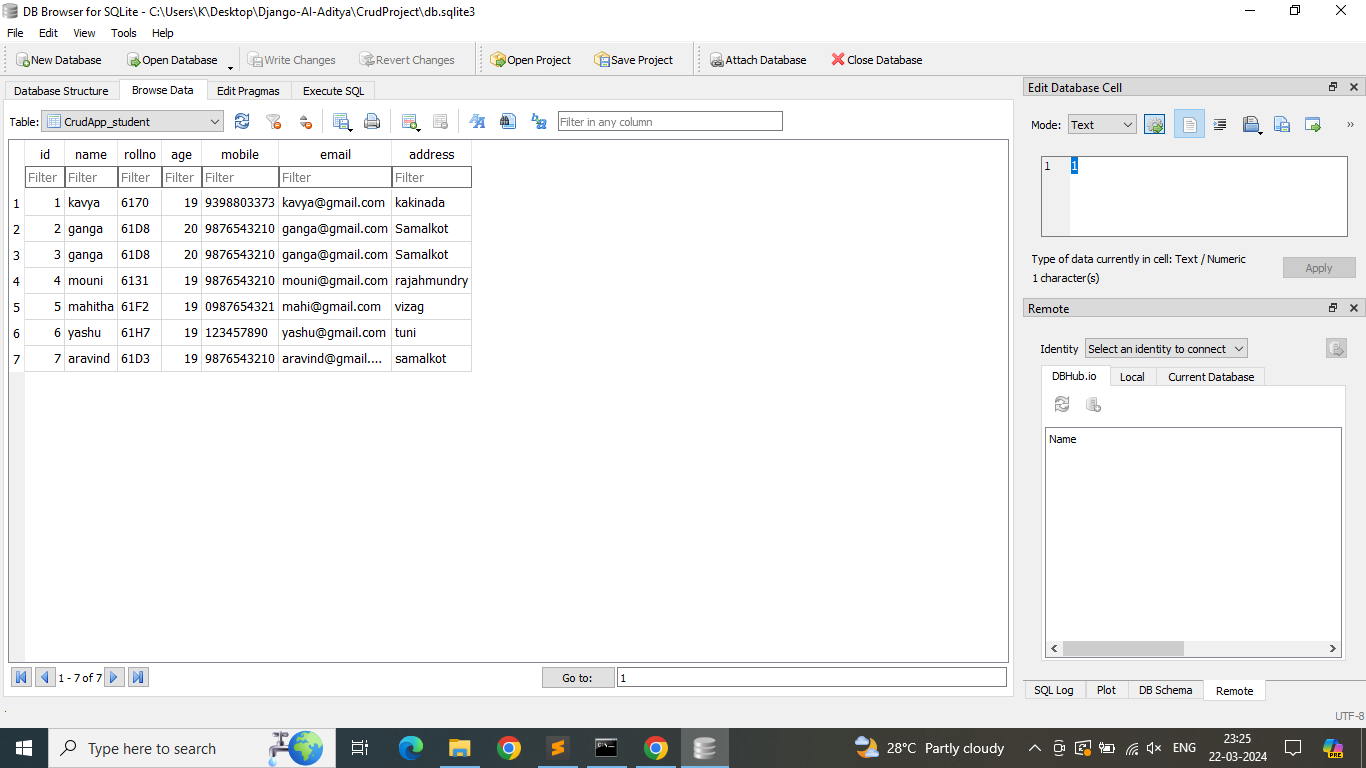 DB Browser for SQLite - C:\Users\K\Desktop\Django-AI-Aditya\CrudProject\db.sqlite3
File Edit View Tools Help
New Database Open Database Write Changes Revert Changes Open Project Save Project Attach Database Close Database
Database Structure Browse Data Edit Pragmas Execute SQL
Table: CrudApp_student Filter in any column
id name rollno age mobile email address
Filter Filter Filter Filter Filter Filter Filter
1 1 kavya 6170 19 9398803373 kavya@gmail.com kakinada
2 2 ganga 61D8 20 9876543210 ganga@gmail.com Samalkot
3 3 ganga 61D8 20 9876543210 ganga@gmail.com Samalkot
4 4 mouni 6131 19 9876543210 mouni@gmail.com rajahmundry
5 5 mahitha 61F2 19 0987654321 mahi@gmail.com vizag
6 6 yashu 61H7 19 123457890 yashu@gmail.com tuni
7 7 aravind 61D3 19 9876543210 aravind@gmail.... samalkot
1 - 7 of 7 Go to: 1
Edit Database Cell
Mode: Text
1 1
Type of data currently in cell: Text / Numeric
1 character(s)
Apply
Remote
Identity Select an identity to connect
DBHub.io Local Current Database
Name
SQL Log Plot DB Schema Remote
UTF-8
Type here to search
28°C Partly cloudy
ENG
23:25
22-03-2024
PRE